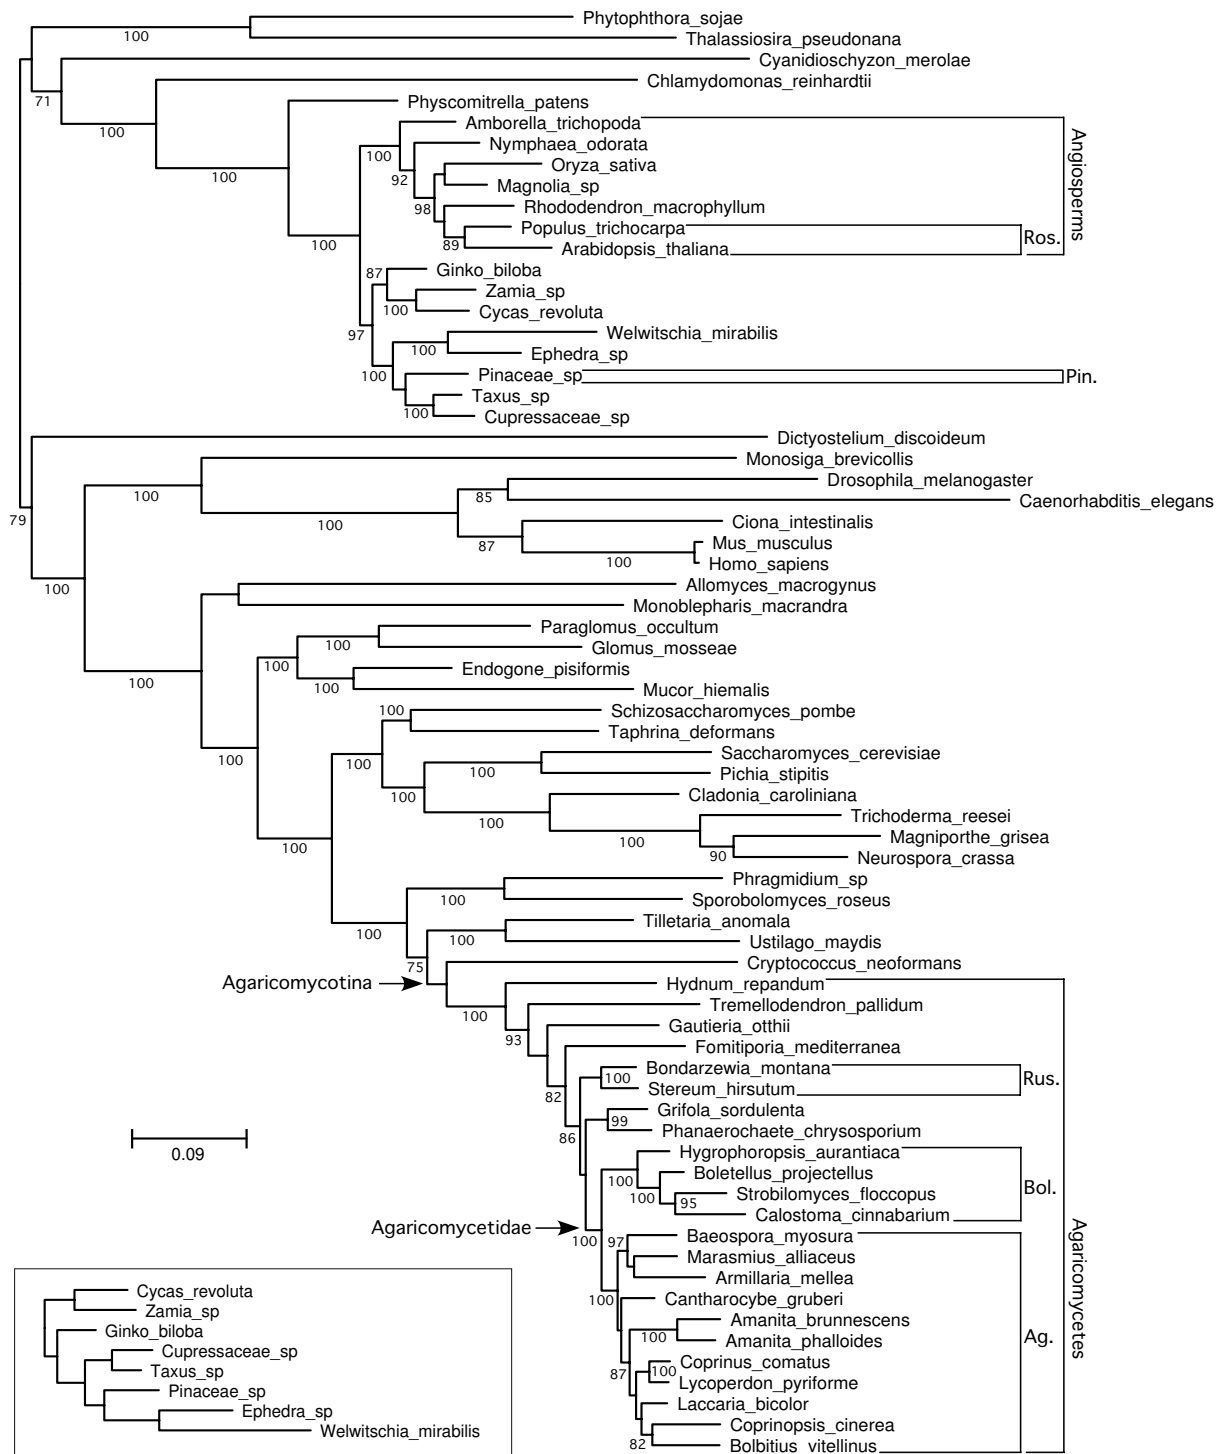 Phytophthora_sojae
100
Thalassiosira_pseudonana
Cyanidioschyzon_merolae
Chlamydomonas_reinhardtii
71
Physcomitrella_patens
100
Amborella_trichopoda
Nymphaea_odorata
100
Oryza_sativa
100
92
Magnolia_sp
Angiosperms
98
Rhododendron_macrophyllum
Populus_trichocarpa
100
89
Ros.
Arabidopsis_thaliana
87
Ginko_biloba
Zamia_sp
100
Cycas_revoluta
97
Welwitschia_mirabilis
100
Ephedra_sp
100
Pinaceae_sp
Pin.
Taxus_sp
100
Cupressaceae_sp
Dictyostelium_discoideum
Monosiga_brevicollis
Drosophila_melanogaster
100
85
Caenorhabditis_elegans
79
100
Ciona_intestinalis
87
Mus_musculus
100
Homo_sapiens
100
Allomyces_macrogynus
Monoblepharis_macrandra
Paraglomus_occultum
100
Glomus_mosseae
100
Endogone_pisiformis
100
100
Mucor_hiemalis
100
Schizosaccharomyces_pombe
Taphrina_deformans
100
100
Saccharomyces_cerevisiae
100
Pichia_stipitis
100
Cladonia_caroliniana
100
Trichoderma_reesei
100
100
Magniporthe_grisea
90
Neurospora_crassa
Phragmidium_sp
100
Sporobolomyces_roseus
100
Tilletaria_anomala
100
Ustilago_maydis
75
Cryptococcus_neoformans
Agaricomycotina
Hydnum_repandum
100
Tremellodendron_pallidum
93
Gautieria_otthii
Fomitiporia_mediterranea
Bondarzewia_montana
100
Rus.
82
Stereum_hirsutum
Grifola_sordulenta
99
86
Phanaerochaete_chrysosporium
0.09
Hygrophoropsis_aurantiaca
100
Boletellus_projectellus
Bol.
100
Strobilomyces_floccopus
95
Calostoma_cinnabarium
Agaricomycetidae
100
97
Baeospora_myosura
Marasmius_alliaceus
Armillaria_mellea
Agaricomycetes
100
Cantharocybe_gruberi
Amanita_brunnescens
100
Ag.
Amanita_phalloides
Coprinus_comatus
87
100
Lycoperdon_pyriforme
Laccaria_bicolor
Coprinopsis_cinerea
82
Bolbitius_vitellinus
Cycas_revoluta
Zamia_sp
Ginko_biloba
Cupressaceae_sp
Taxus_sp
Pinaceae_sp
Ephedra_sp
Welwitschia_mirabilis